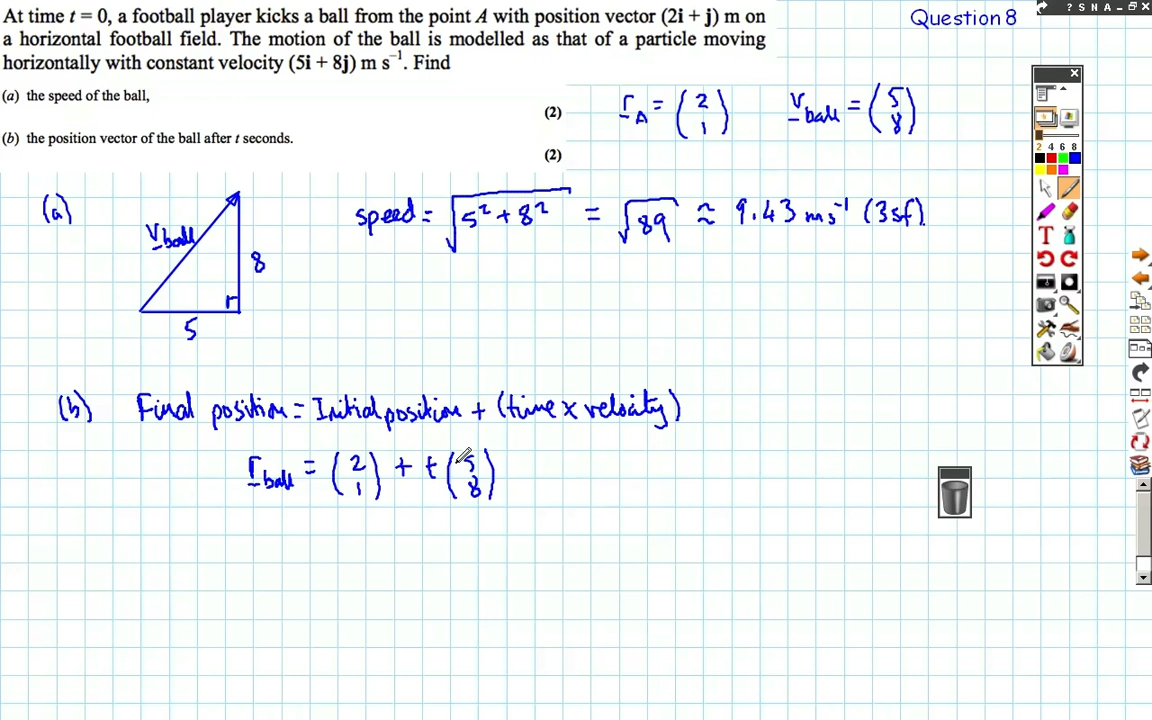 At time t = 0, a football player kicks a ball from the point A with position vector (2i + j) m on
a horizontal football field. The motion of the ball is modelled as that of a particle moving
horizontally with constant velocity (5i + 8j) m s⁻¹. Find
(a) the speed of the ball,
(2)
(b) the position vector of the ball after t seconds.
(2)
Question 8
? S N A
r_A = (2 1) v_ball = (5 8)
2 4 6 8
(a)
v_ball
8
5
speed = √(5² + 8²) = √89 ≈ 9.43 ms⁻¹ (3sf).
T
(b) Final position = Initial position + (time x velocity)
r_ball = (2 1) + t (5 8)